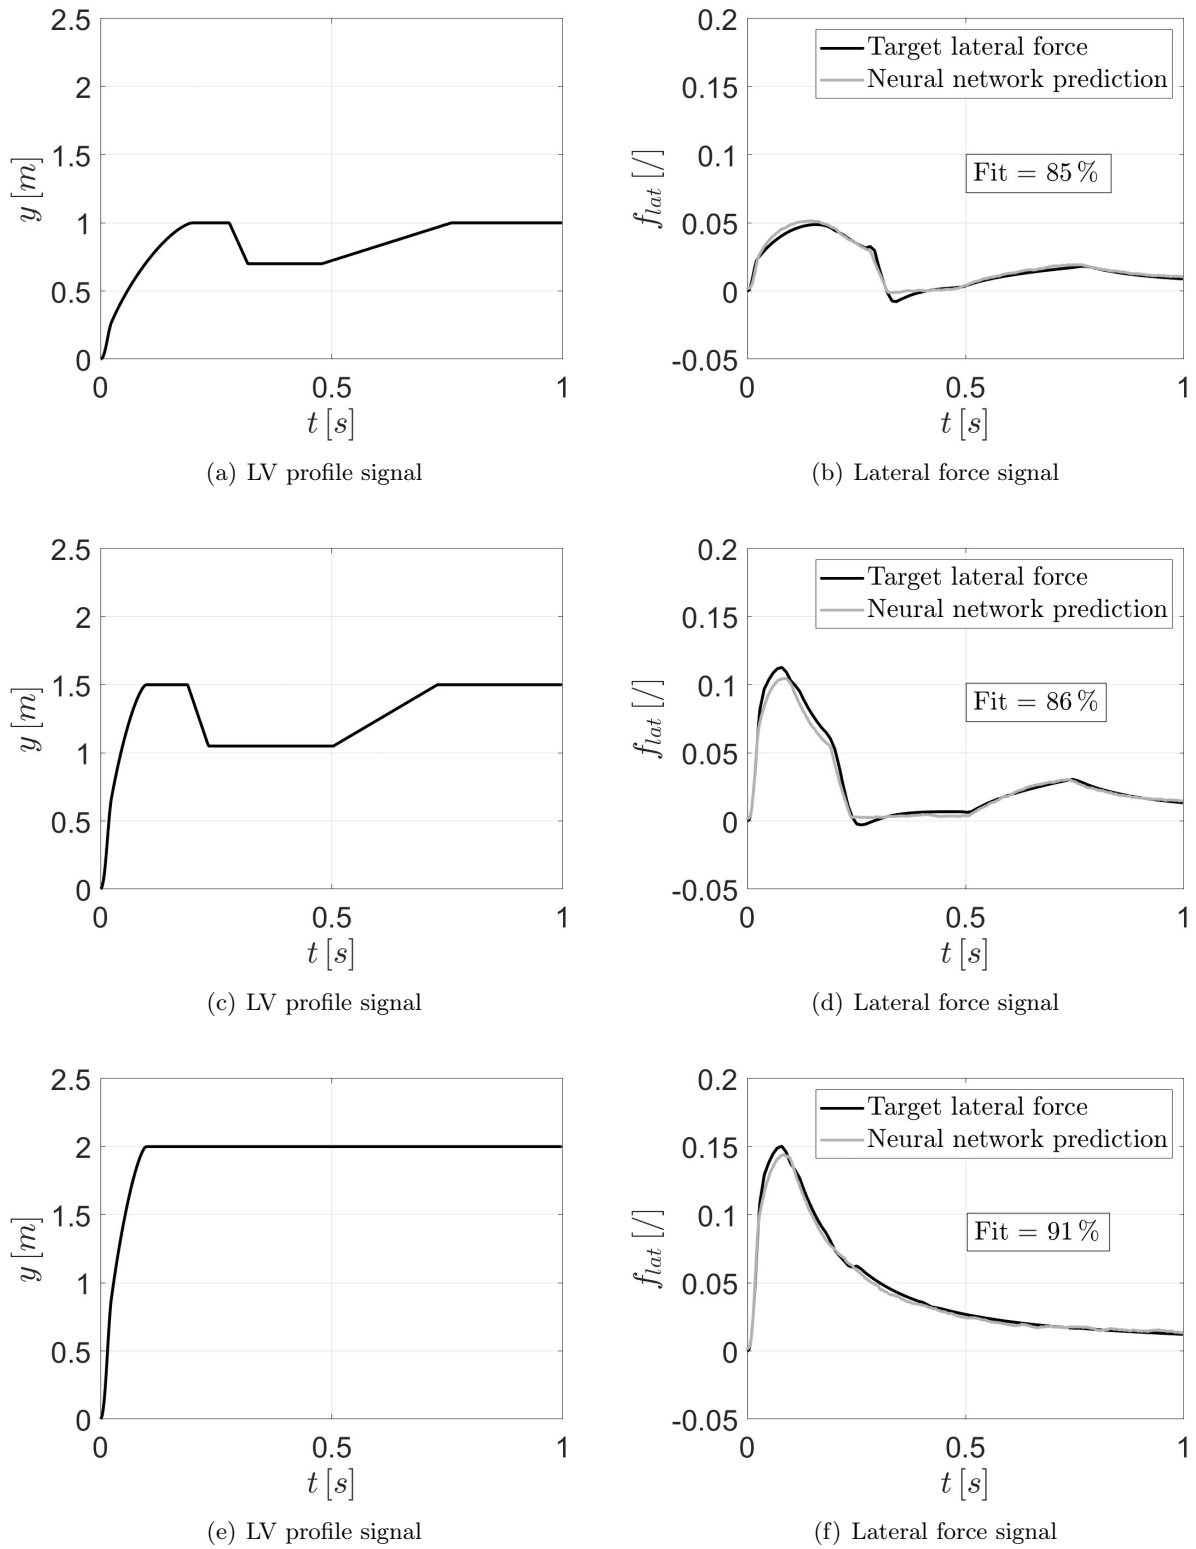 2.5
2
1.5
1
0.5
0
y [m]
0 0.5 1
t [s]
(a) LV profile signal
0.2
0.15
0.1
0.05
0
-0.05
f_lat [/]
Target lateral force
Neural network prediction
Fit = 85 %
0 0.5 1
t [s]
(b) Lateral force signal
2.5
2
1.5
1
0.5
0
y [m]
0 0.5 1
t [s]
(c) LV profile signal
0.2
0.15
0.1
0.05
0
-0.05
f_lat [/]
Target lateral force
Neural network prediction
Fit = 86 %
0 0.5 1
t [s]
(d) Lateral force signal
2.5
2
1.5
1
0.5
0
y [m]
0 0.5 1
t [s]
(e) LV profile signal
0.2
0.15
0.1
0.05
0
-0.05
f_lat [/]
Target lateral force
Neural network prediction
Fit = 91 %
0 0.5 1
t [s]
(f) Lateral force signal